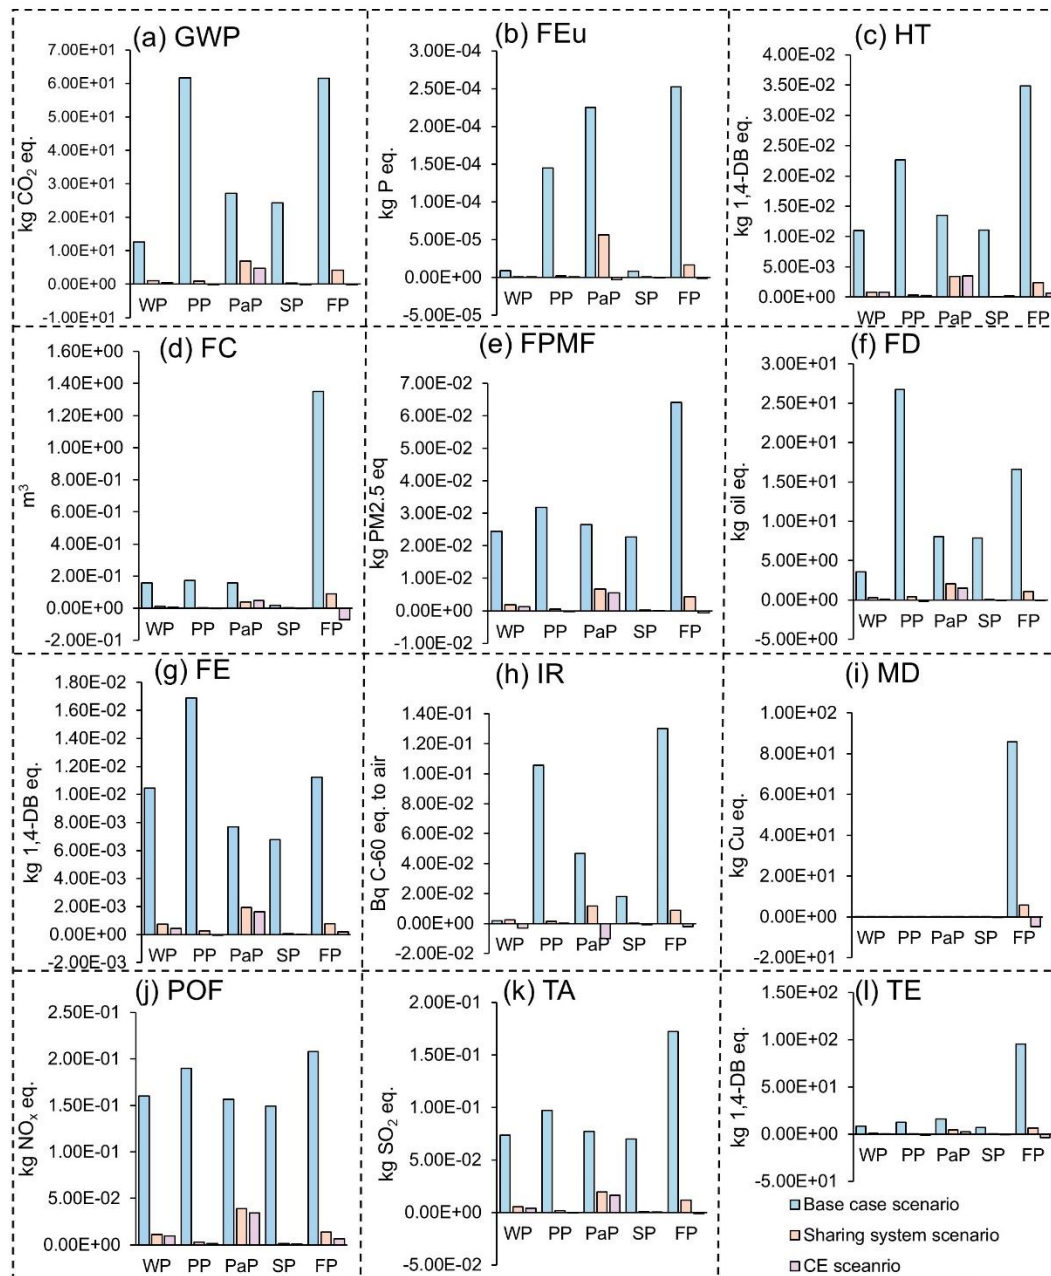 (a) GWP
7.00E+01
6.00E+01
5.00E+01
4.00E+01
3.00E+01
2.00E+01
1.00E+01
0.00E+00
-1.00E+01
kg CO₂ eq.
WP PP PaP SP FP
(b) FEu
3.00E-04
2.50E-04
2.00E-04
1.50E-04
1.00E-04
5.00E-05
0.00E+00
-5.00E-05
kg P eq.
WP PP PaP SP FP
(c) HT
4.00E-02
3.50E-02
3.00E-02
2.50E-02
2.00E-02
1.50E-02
1.00E-02
5.00E-03
0.00E+00
kg 1,4-DB eq.
WP PP PaP SP FP
(d) FC
1.60E+00
1.40E+00
1.20E+00
1.00E+00
8.00E-01
6.00E-01
4.00E-01
2.00E-01
0.00E+00
-2.00E-01
m³
WP PP PaP SP FP
(e) FPMF
7.00E-02
6.00E-02
5.00E-02
4.00E-02
3.00E-02
2.00E-02
1.00E-02
0.00E+00
-1.00E-02
kg PM2.5 eq
WP PP PaP SP FP
(f) FD
3.00E+01
2.50E+01
2.00E+01
1.50E+01
1.00E+01
5.00E+00
0.00E+00
-5.00E+00
kg oil eq.
WP PP PaP SP FP
(g) FE
1.80E-02
1.60E-02
1.40E-02
1.20E-02
1.00E-02
8.00E-03
6.00E-03
4.00E-03
2.00E-03
0.00E+00
-2.00E-03
kg 1,4-DB eq.
WP PP PaP SP FP
(h) IR
1.40E-01
1.20E-01
1.00E-01
8.00E-02
6.00E-02
4.00E-02
2.00E-02
0.00E+00
-2.00E-02
Bq C-60 eq. to air
WP PP PaP SP FP
(i) MD
1.00E+02
8.00E+01
6.00E+01
4.00E+01
2.00E+01
0.00E+00
-2.00E+01
kg Cu eq.
WP PP PaP SP FP
(j) POF
2.50E-01
2.00E-01
1.50E-01
1.00E-01
5.00E-02
0.00E+00
kg NOₓ eq.
WP PP PaP SP FP
(k) TA
2.00E-01
1.50E-01
1.00E-01
5.00E-02
0.00E+00
-5.00E-02
kg SO₂ eq.
WP PP PaP SP FP
(l) TE
1.50E+02
1.00E+02
5.00E+01
0.00E+00
-5.00E+01
kg 1,4-DB eq.
WP PP PaP SP FP
Base case scenario
Sharing system scenario
CE sceanrio